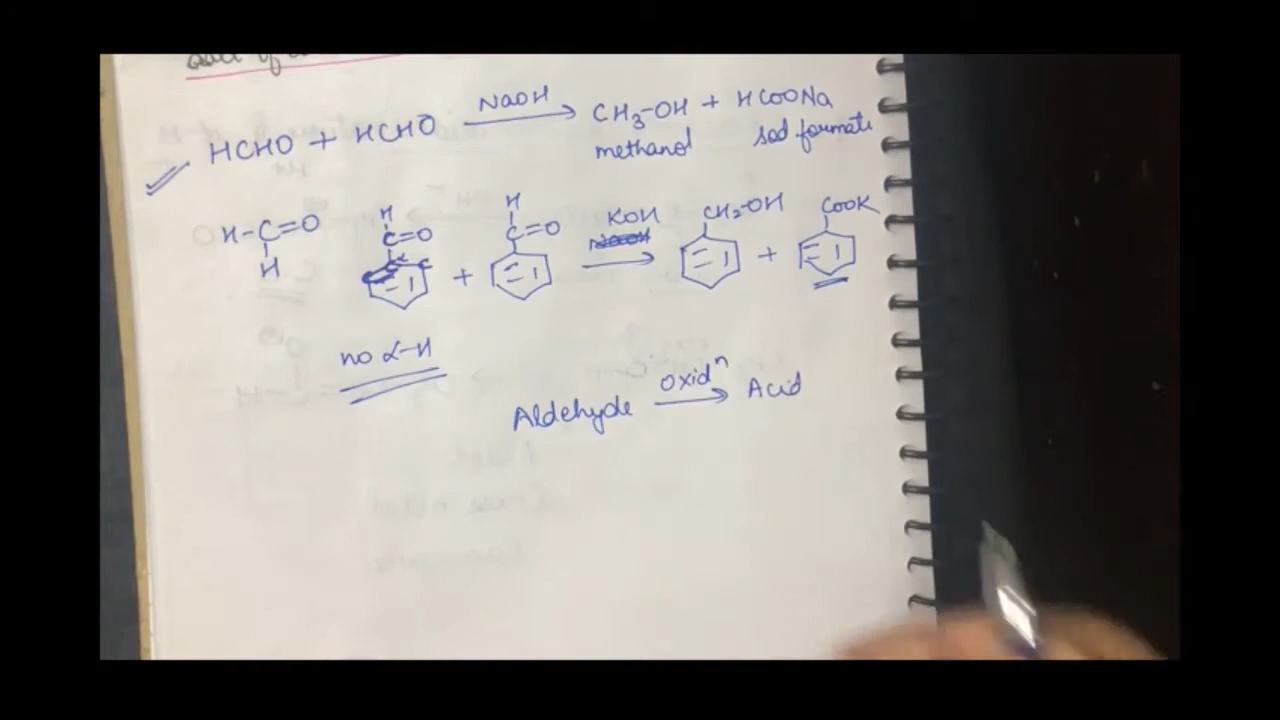 HCHO + HCHO NaOH → CH3-OH + HCOONa
methanol sod formate
H-C=O H
H C=O + H C=O KOH → CH2-OH + COOK
no α-H
Aldehyde Oxidn → Acid